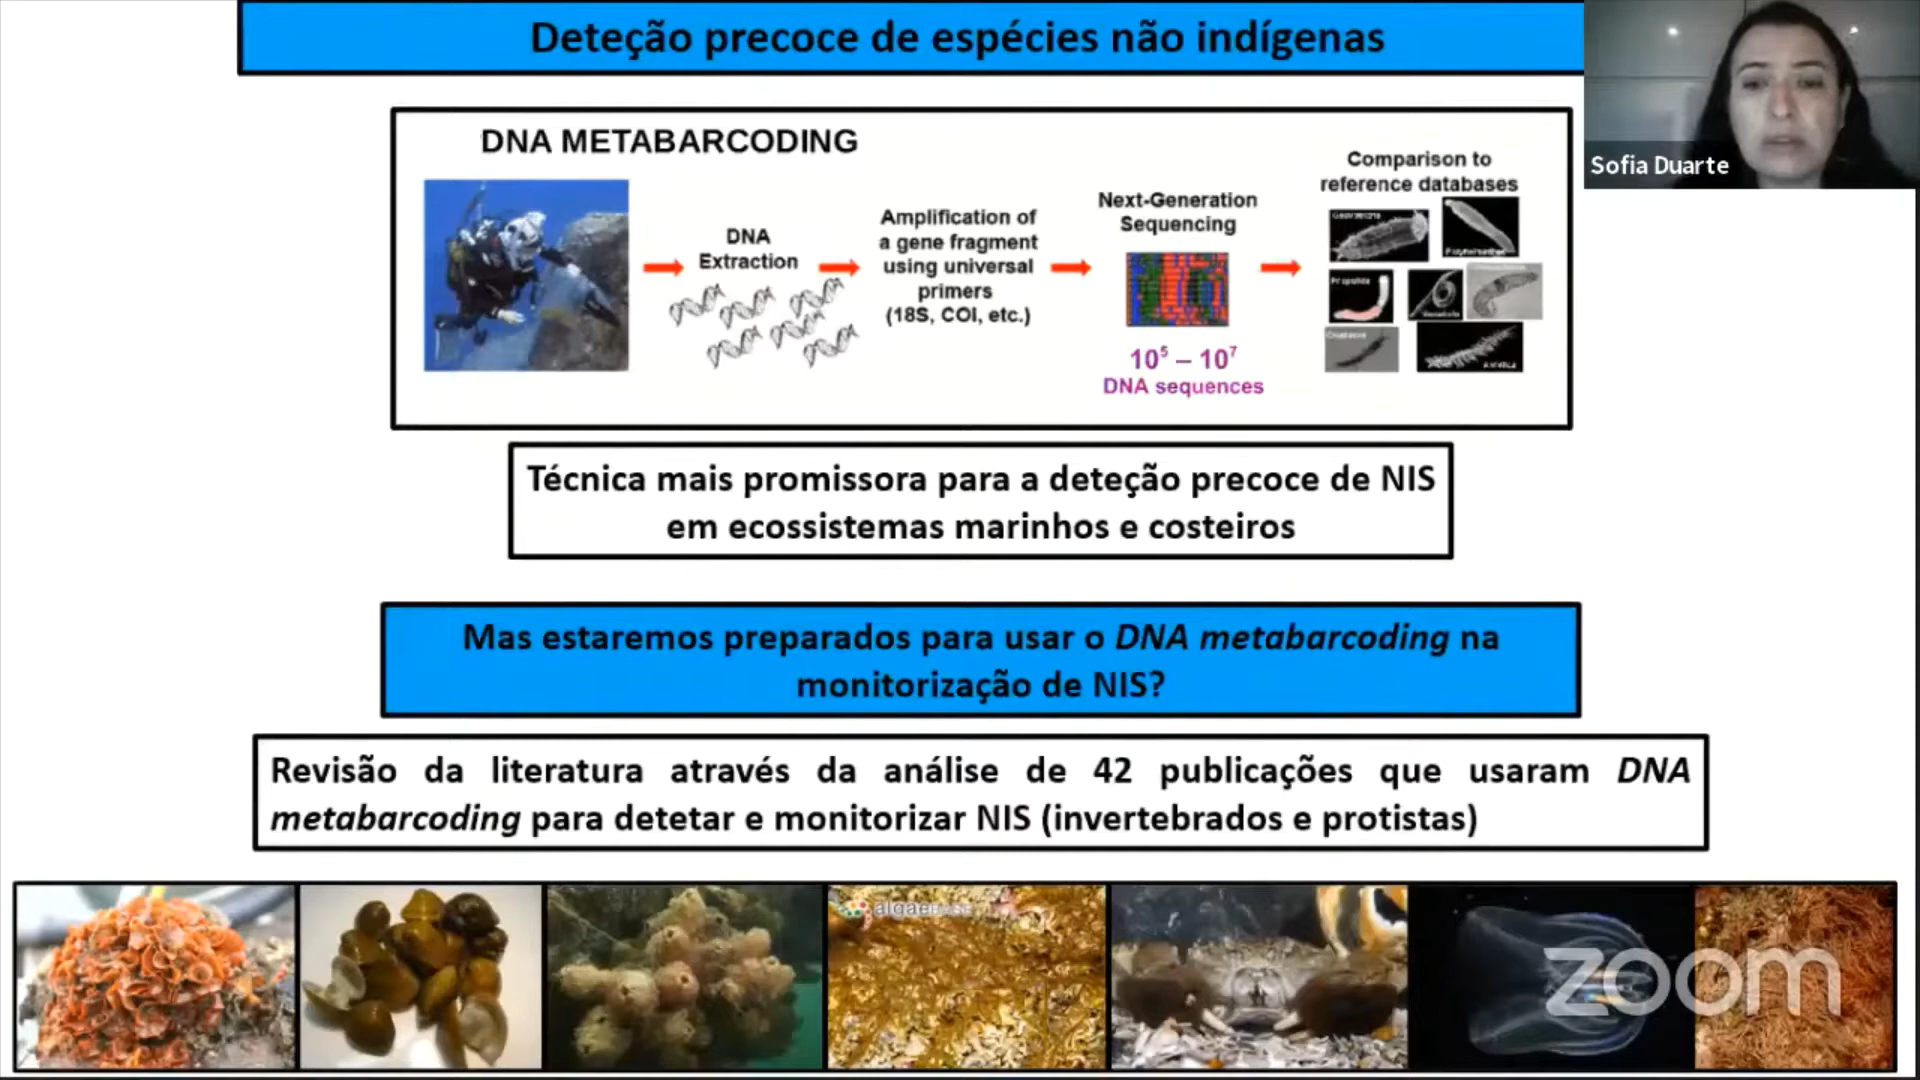 Deteção precoce de espécies não indígenas
Sofia Duarte
DNA METABARCODING
DNA
Extraction
Amplification of
a gene fragment
using universal
primers
(18S, COI, etc.)
Next-Generation
Sequencing
10⁵ – 10⁷
DNA sequences
Comparison to
reference databases
Técnica mais promissora para a deteção precoce de NIS
em ecossistemas marinhos e costeiros
Mas estaremos preparados para usar o DNA metabarcoding na
monitorização de NIS?
Revisão da literatura através da análise de 42 publicações que usaram DNA
metabarcoding para detetar e monitorizar NIS (invertebrados e protistas)
algaeBASE
zoom